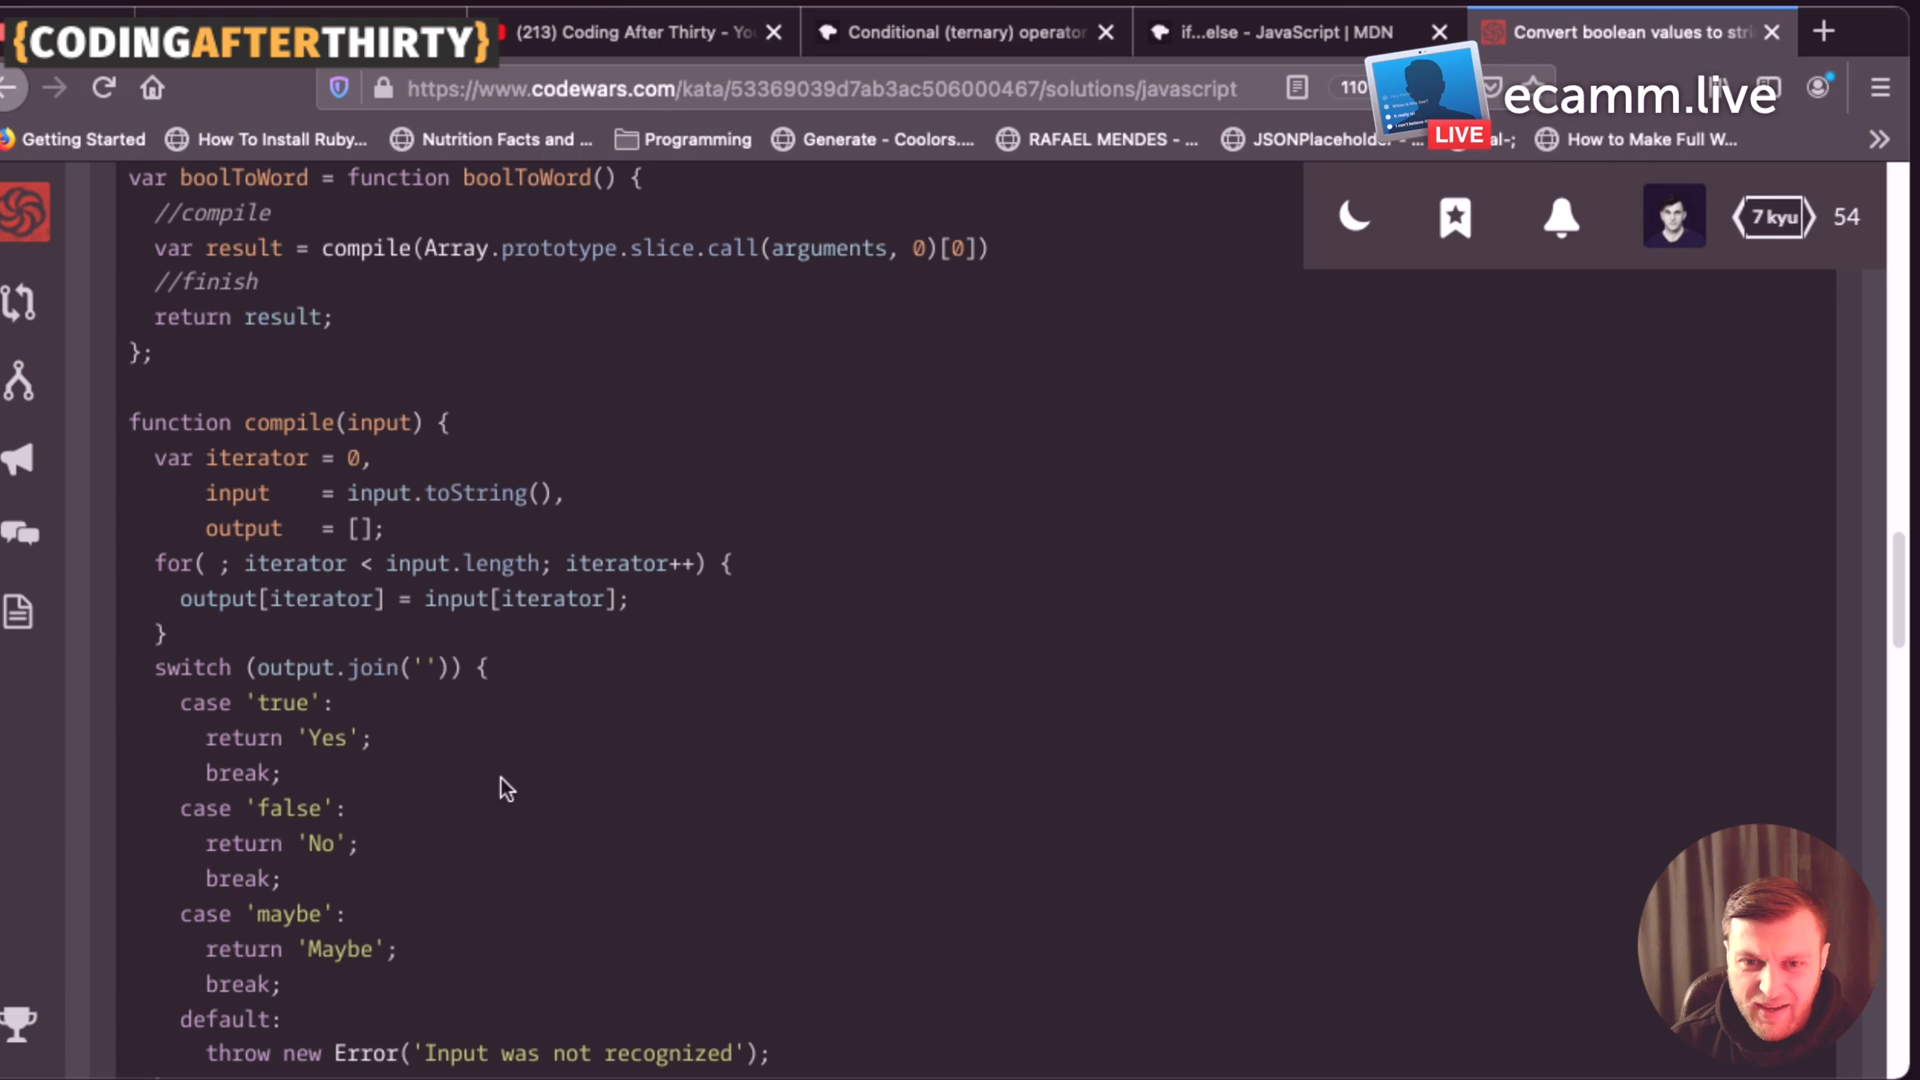 {CODINGAFTERTHIRTY}
(213) Coding After Thirty - Yo
Conditional (ternary) operator
if...else - JavaScript | MDN
Convert boolean values to stri
https://www.codewars.com/kata/53369039d7ab3ac506000467/solutions/javascript
110
ecamm.live
LIVE
Getting Started
How To Install Ruby...
Nutrition Facts and ...
Programming
Generate - Coolors....
RAFAEL MENDES - ...
JSONPlaceholder - ...
How to Make Full W...
7 kyu
54
var boolToWord = function boolToWord() {
//compile
var result = compile(Array.prototype.slice.call(arguments, 0)[0])
//finish
return result;
};
function compile(input) {
var iterator = 0,
input    = input.toString(),
output   = [];
for( ; iterator < input.length; iterator++) {
output[iterator] = input[iterator];
}
switch (output.join('')) {
case 'true':
return 'Yes';
break;
case 'false':
return 'No';
break;
case 'maybe':
return 'Maybe';
break;
default:
throw new Error('Input was not recognized');